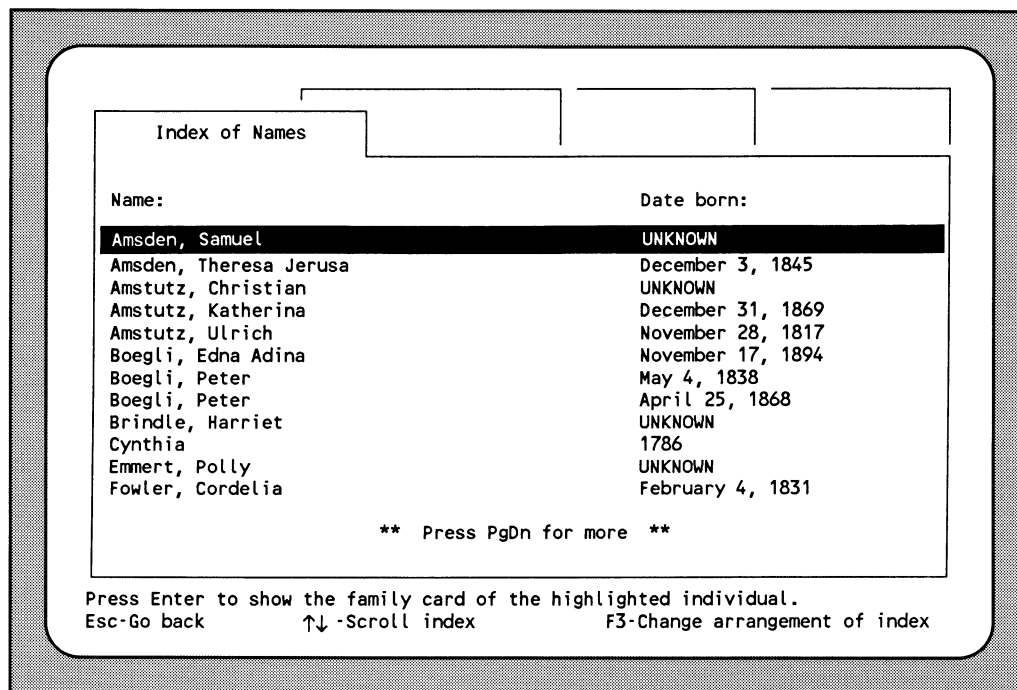 Index of Names
Name: Date born:
Amsden, Samuel UNKNOWN
Amsden, Theresa Jerusa December 3, 1845
Amstutz, Christian UNKNOWN
Amstutz, Katherina December 31, 1869
Amstutz, Ulrich November 28, 1817
Boegli, Edna Adina November 17, 1894
Boegli, Peter May 4, 1838
Boegli, Peter April 25, 1868
Brindle, Harriet UNKNOWN
Cynthia 1786
Emmert, Polly UNKNOWN
Fowler, Cordelia February 4, 1831
** Press PgDn for more **
Press Enter to show the family card of the highlighted individual.
Esc-Go back ↑↓ -Scroll index F3-Change arrangement of index